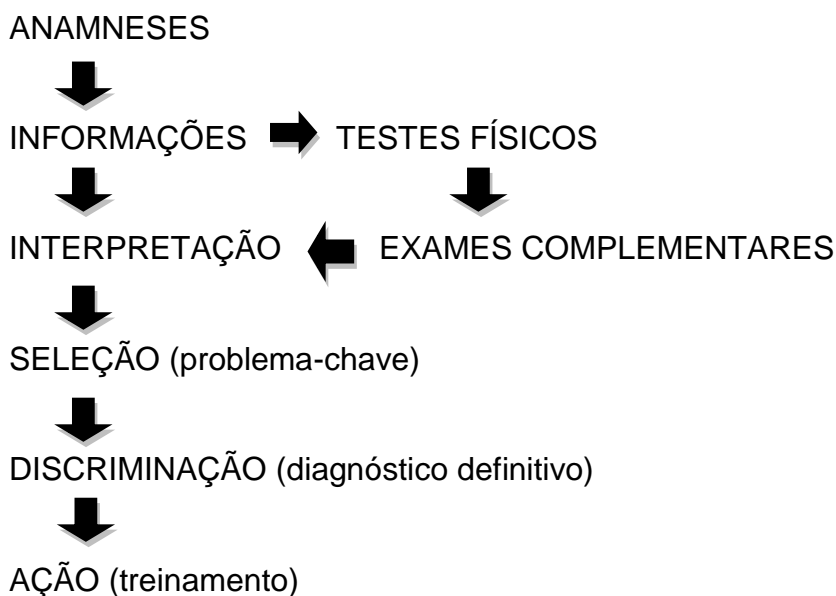 ANAMNESES
INFORMAÇÕES TESTES FÍSICOS
INTERPRETAÇÃO EXAMES COMPLEMENTARES
SELEÇÃO (problema-chave)
DISCRIMINAÇÃO (diagnóstico definitivo)
AÇÃO (treinamento)